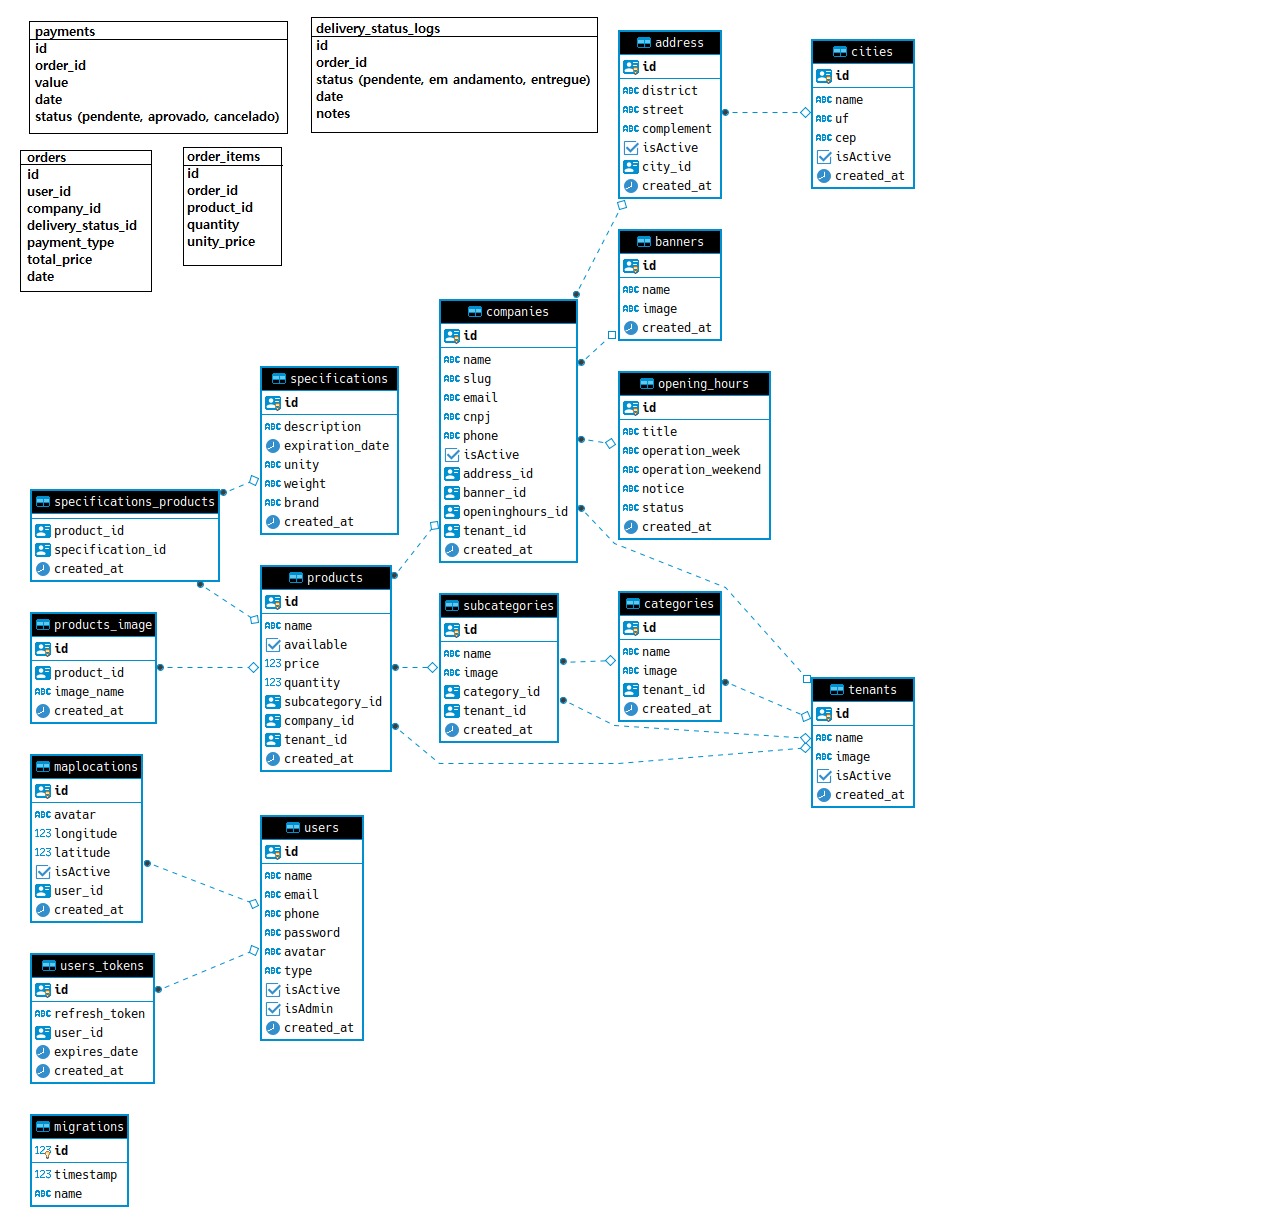 payments
id
order_id
value
date
status (pendente, aprovado, cancelado)
delivery_status_logs
id
order_id
status (pendente, em andamento, entregue)
date
notes
orders
id
user_id
company_id
delivery_status_id
payment_type
total_price
date
order_items
id
order_id
product_id
quantity
unity_price
address
id
ABC district
ABC street
ABC complement
isActive
city_id
created_at
cities
id
ABC name
ABC uf
ABC cep
isActive
created_at
banners
id
ABC name
ABC image
created_at
companies
id
ABC name
ABC slug
ABC email
ABC cnpj
ABC phone
isActive
address_id
banner_id
openinghours_id
tenant_id
created_at
opening_hours
id
ABC title
ABC operation_week
ABC operation_weekend
ABC notice
ABC status
created_at
specifications
id
ABC description
expiration_date
ABC unity
ABC weight
ABC brand
created_at
specifications_products
product_id
specification_id
created_at
products
id
ABC name
available
123 price
123 quantity
subcategory_id
company_id
tenant_id
created_at
subcategories
id
ABC name
ABC image
category_id
tenant_id
created_at
categories
id
ABC name
ABC image
tenant_id
created_at
products_image
id
product_id
ABC image_name
created_at
tenants
id
ABC name
ABC image
isActive
created_at
maplocations
id
ABC avatar
123 longitude
123 latitude
isActive
user_id
created_at
users
id
ABC name
ABC email
ABC phone
ABC password
ABC avatar
ABC type
isActive
isAdmin
created_at
users_tokens
id
ABC refresh_token
user_id
expires_date
created_at
migrations
123 id
123 timestamp
ABC name